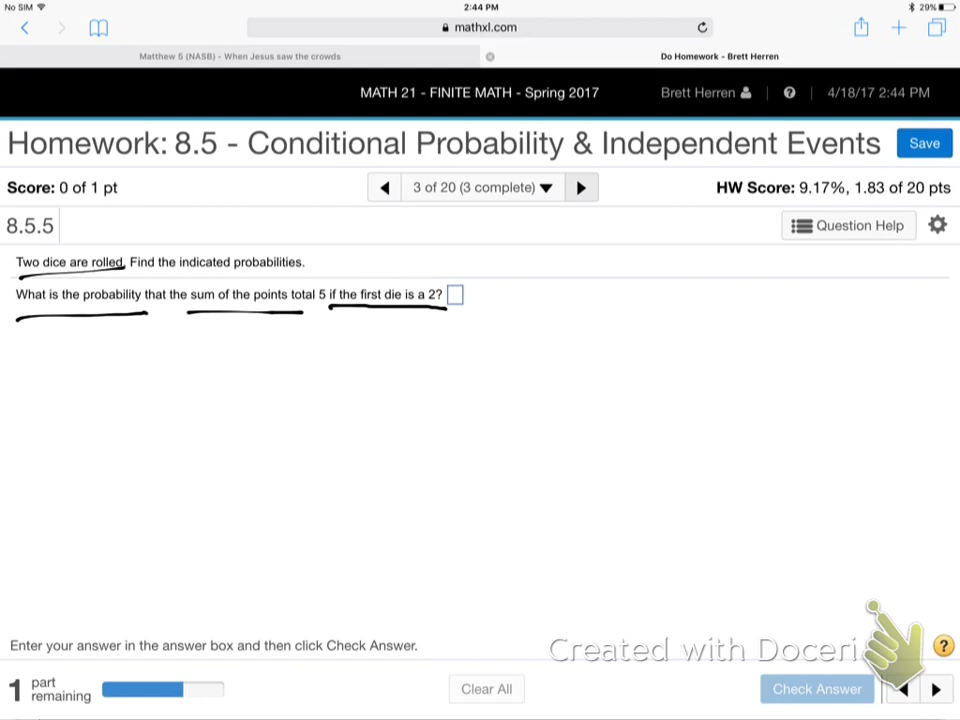 No SIM 2:44 PM 29%
mathxl.com
Matthew 5 (NASB) - When Jesus saw the crowds Do Homework - Brett Herren
MATH 21 - FINITE MATH - Spring 2017 Brett Herren ? 4/18/17 2:44 PM
Homework: 8.5 - Conditional Probability & Independent Events Save
Score: 0 of 1 pt 3 of 20 (3 complete) HW Score: 9.17%, 1.83 of 20 pts
8.5.5 Question Help
Two dice are rolled. Find the indicated probabilities.
What is the probability that the sum of the points total 5 if the first die is a 2?
Enter your answer in the answer box and then click Check Answer.
Created with Doceri ?
1 part remaining Clear All Check Answer